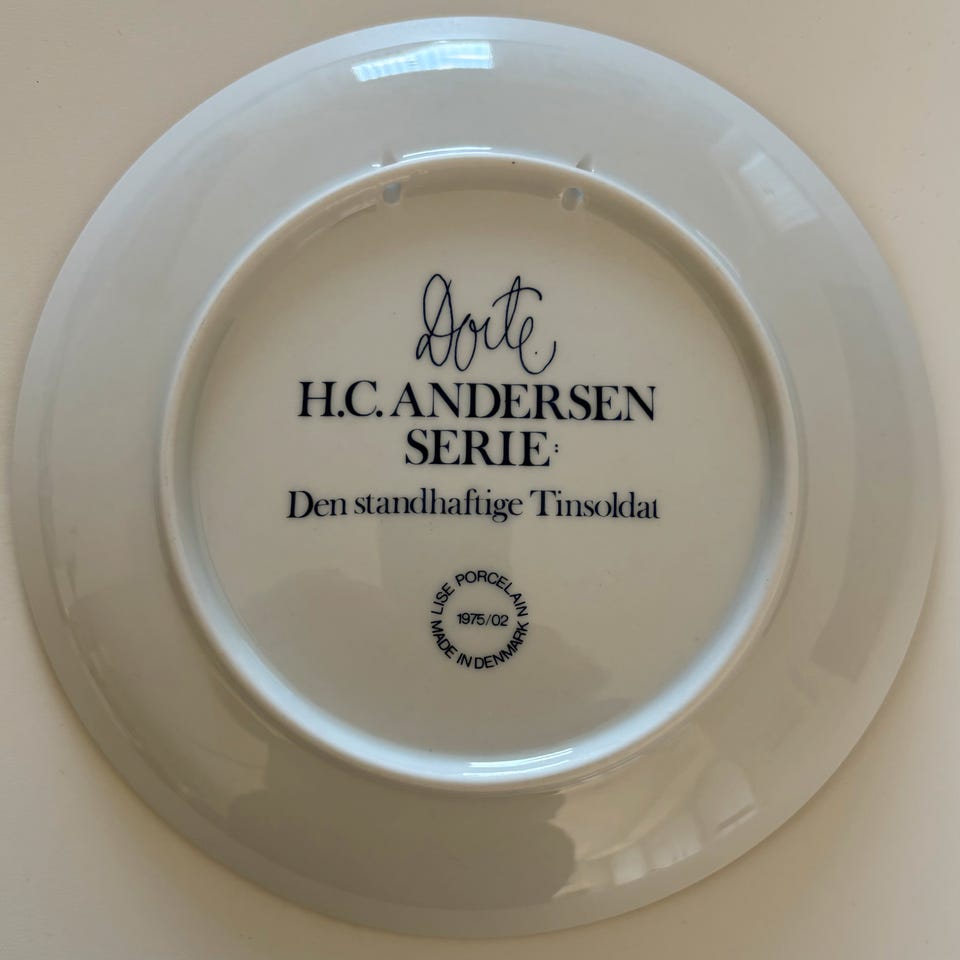 Dorte
H.C. ANDERSEN
SERIE:
Den standhaftige Tinsoldat
LISE PORCELAIN
1975/02
MADE IN DENMARK